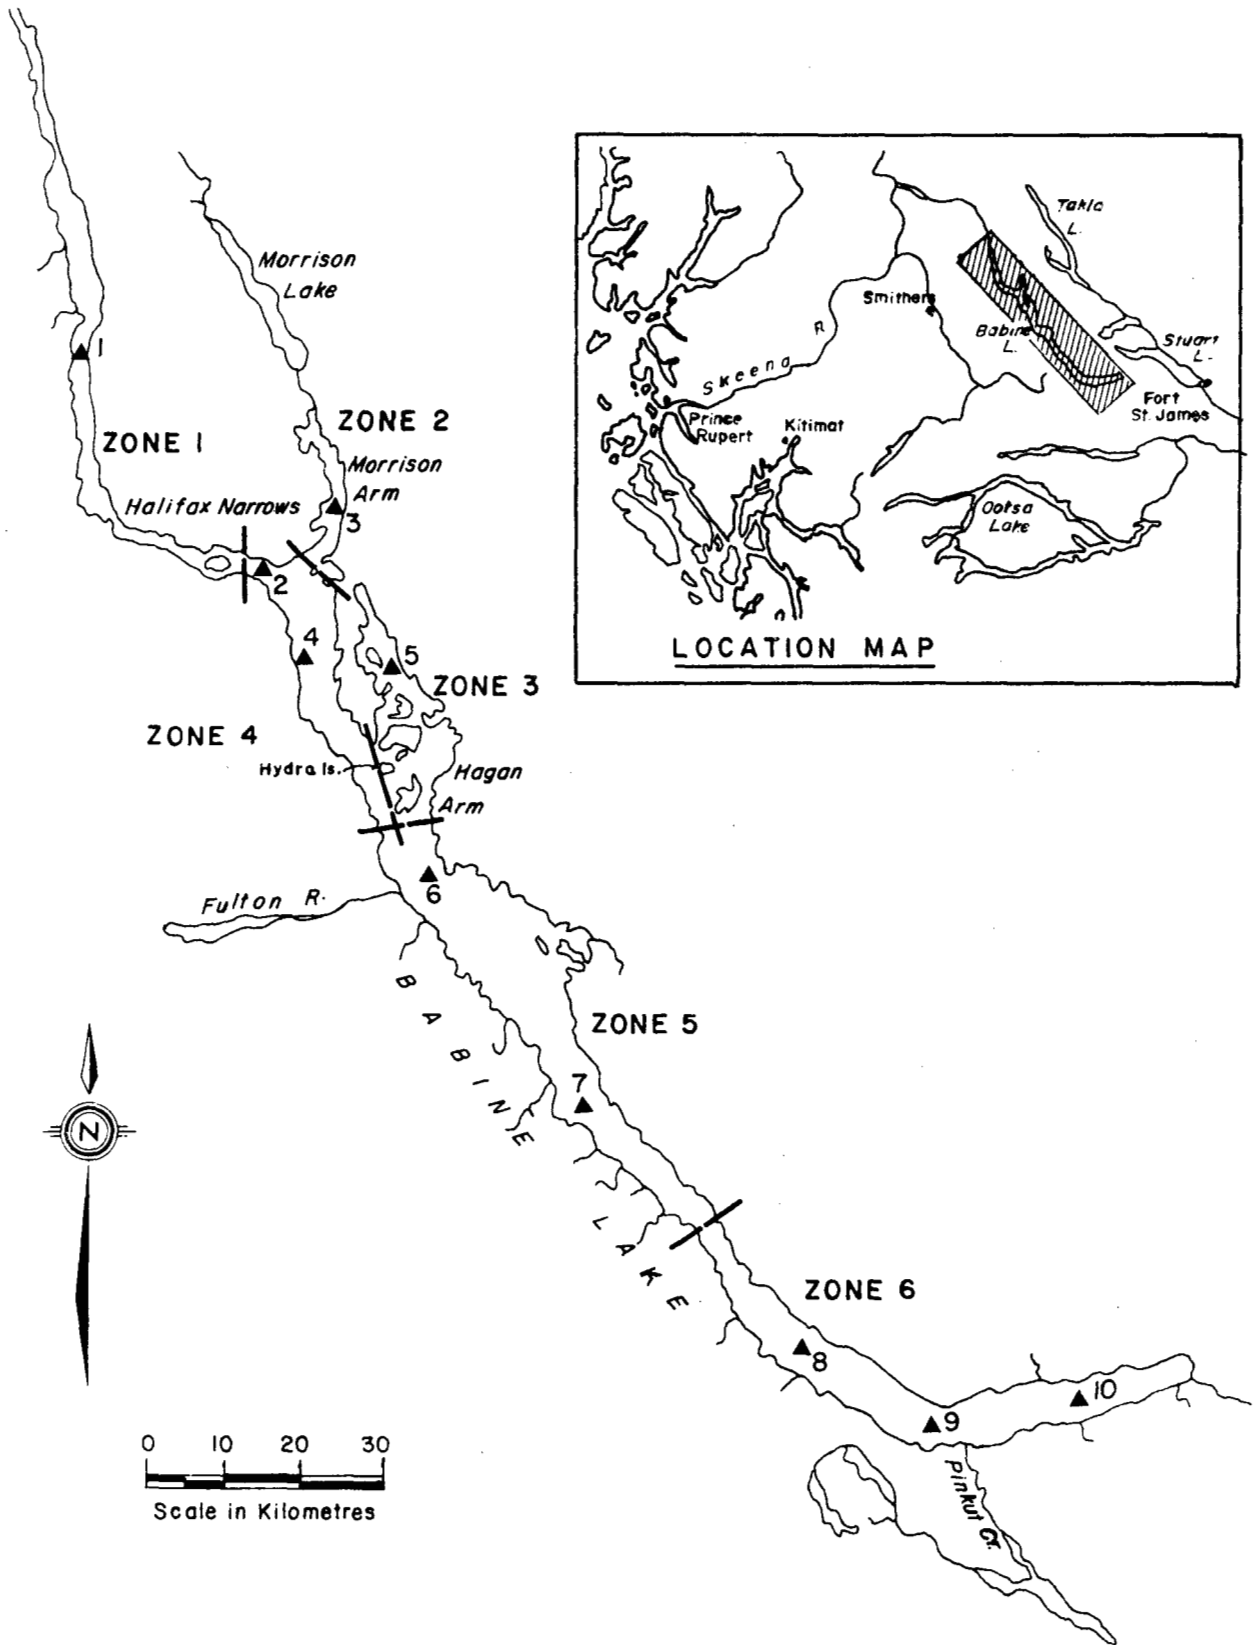 Morrison
Lake
1
ZONE 1
ZONE 2
Morrison
Arm
Halifax Narrows
3
2
4
5
ZONE 3
ZONE 4
Hydra Is.
Hagan
Arm
6
Fulton R.
BABINE LAKE
ZONE 5
7
N
ZONE 6
8
9
10
Pinkut Cr.
0 10 20 30
Scale in Kilometres
Takla
L.
Smithers
Babine
L.
Stuart
L.
Skeena R
Fort
St. James
Prince
Rupert
Kitimat
Ootsa
Lake
LOCATION MAP